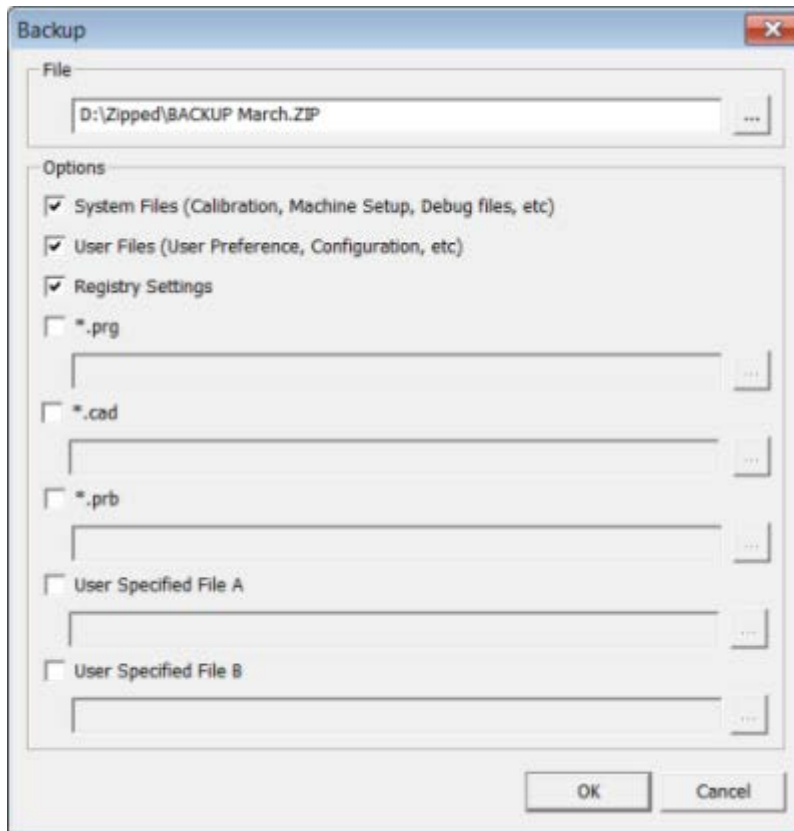 Backup
File
D:\Zipped\BACKUP March.ZIP
...
Options
System Files (Calibration, Machine Setup, Debug files, etc)
User Files (User Preference, Configuration, etc)
Registry Settings
*.prg
...
*.cad
...
*.prb
...
User Specified File A
...
User Specified File B
...
OK
Cancel